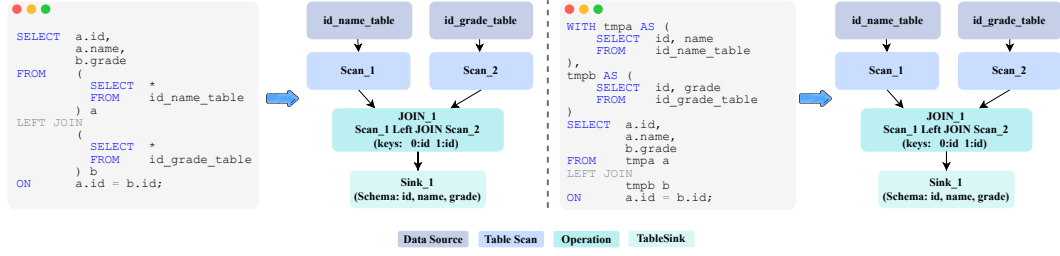 SELECT a.id,
a.name,
b.grade
FROM (
SELECT *
FROM id_name_table
) a
LEFT JOIN
(
SELECT *
FROM id_grade_table
) b
ON a.id = b.id;
id_name_table id_grade_table
Scan_1 Scan_2
JOIN_1
Scan_1 Left JOIN Scan_2
(keys: 0:id 1:id)
Sink_1
(Schema: id, name, grade)
WITH tmpa AS (
SELECT id, name
FROM id_name_table
),
tmpb AS (
SELECT id, grade
FROM id_grade_table
)
SELECT a.id,
a.name,
b.grade
FROM tmpa a
LEFT JOIN
tmpb b
ON a.id = b.id;
id_name_table id_grade_table
Scan_1 Scan_2
JOIN_1
Scan_1 Left JOIN Scan_2
(keys: 0:id 1:id)
Sink_1
(Schema: id, name, grade)
Data Source Table Scan Operation TableSink